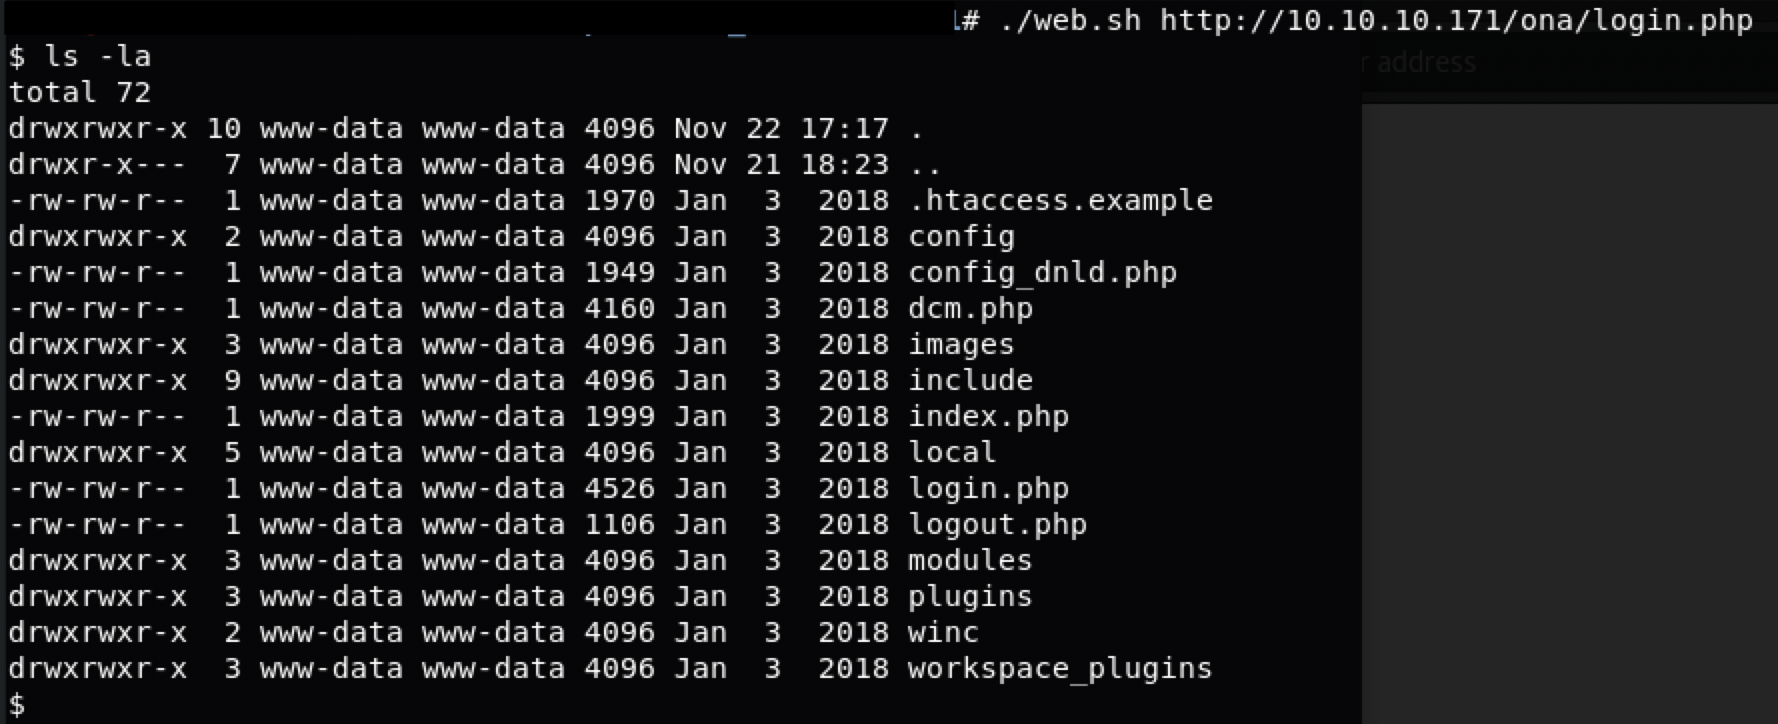 # ./web.sh http://10.10.10.171/ona/login.php
$ ls -la
r address
total 72
drwxrwxr-x 10 www-data www-data 4096 Nov 22 17:17 .
drwxr-x---  7 www-data www-data 4096 Nov 21 18:23 ..
-rw-rw-r--  1 www-data www-data 1970 Jan  3  2018 .htaccess.example
drwxrwxr-x  2 www-data www-data 4096 Jan  3  2018 config
-rw-rw-r--  1 www-data www-data 1949 Jan  3  2018 config_dnld.php
-rw-rw-r--  1 www-data www-data 4160 Jan  3  2018 dcm.php
drwxrwxr-x  3 www-data www-data 4096 Jan  3  2018 images
drwxrwxr-x  9 www-data www-data 4096 Jan  3  2018 include
-rw-rw-r--  1 www-data www-data 1999 Jan  3  2018 index.php
drwxrwxr-x  5 www-data www-data 4096 Jan  3  2018 local
-rw-rw-r--  1 www-data www-data 4526 Jan  3  2018 login.php
-rw-rw-r--  1 www-data www-data 1106 Jan  3  2018 logout.php
drwxrwxr-x  3 www-data www-data 4096 Jan  3  2018 modules
drwxrwxr-x  3 www-data www-data 4096 Jan  3  2018 plugins
drwxrwxr-x  2 www-data www-data 4096 Jan  3  2018 winc
drwxrwxr-x  3 www-data www-data 4096 Jan  3  2018 workspace_plugins
$